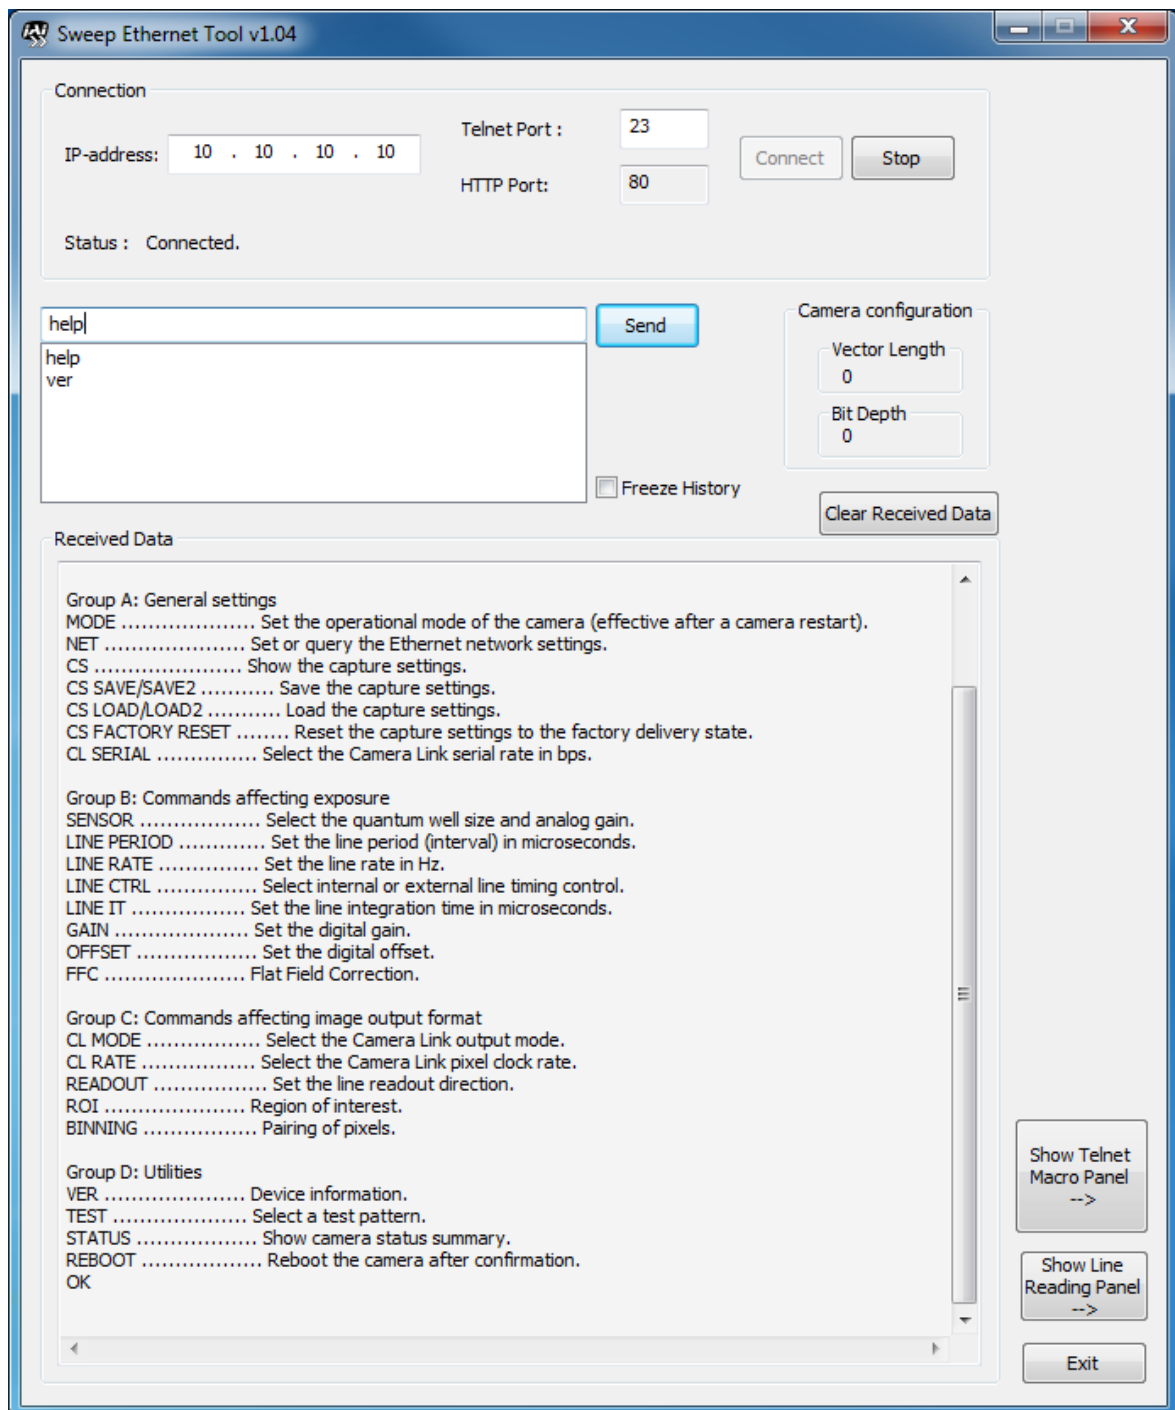 Sweep Ethernet Tool v1.04
Connection
IP-address: 10 . 10 . 10 . 10
Telnet Port : 23
HTTP Port: 80
Connect
Stop
Status : Connected.
help
Send
help
ver
Freeze History
Camera configuration
Vector Length
0
Bit Depth
0
Clear Received Data
Received Data
Group A: General settings
MODE .................... Set the operational mode of the camera (effective after a camera restart).
NET ..................... Set or query the Ethernet network settings.
CS ...................... Show the capture settings.
CS SAVE/SAVE2 ........... Save the capture settings.
CS LOAD/LOAD2 ........... Load the capture settings.
CS FACTORY RESET ........ Reset the capture settings to the factory delivery state.
CL SERIAL ............... Select the Camera Link serial rate in bps.
Group B: Commands affecting exposure
SENSOR .................. Select the quantum well size and analog gain.
LINE PERIOD ............. Set the line period (interval) in microseconds.
LINE RATE ............... Set the line rate in Hz.
LINE CTRL ............... Select internal or external line timing control.
LINE IT ................. Set the line integration time in microseconds.
GAIN .................... Set the digital gain.
OFFSET .................. Set the digital offset.
FFC ..................... Flat Field Correction.
Group C: Commands affecting image output format
CL MODE ................. Select the Camera Link output mode.
CL RATE ................. Select the Camera Link pixel clock rate.
READOUT ................. Set the line readout direction.
ROI ..................... Region of interest.
BINNING ................. Pairing of pixels.
Group D: Utilities
VER ..................... Device information.
TEST .................... Select a test pattern.
STATUS .................. Show camera status summary.
REBOOT .................. Reboot the camera after confirmation.
OK
Show Telnet
Macro Panel
-->
Show Line
Reading Panel
-->
Exit